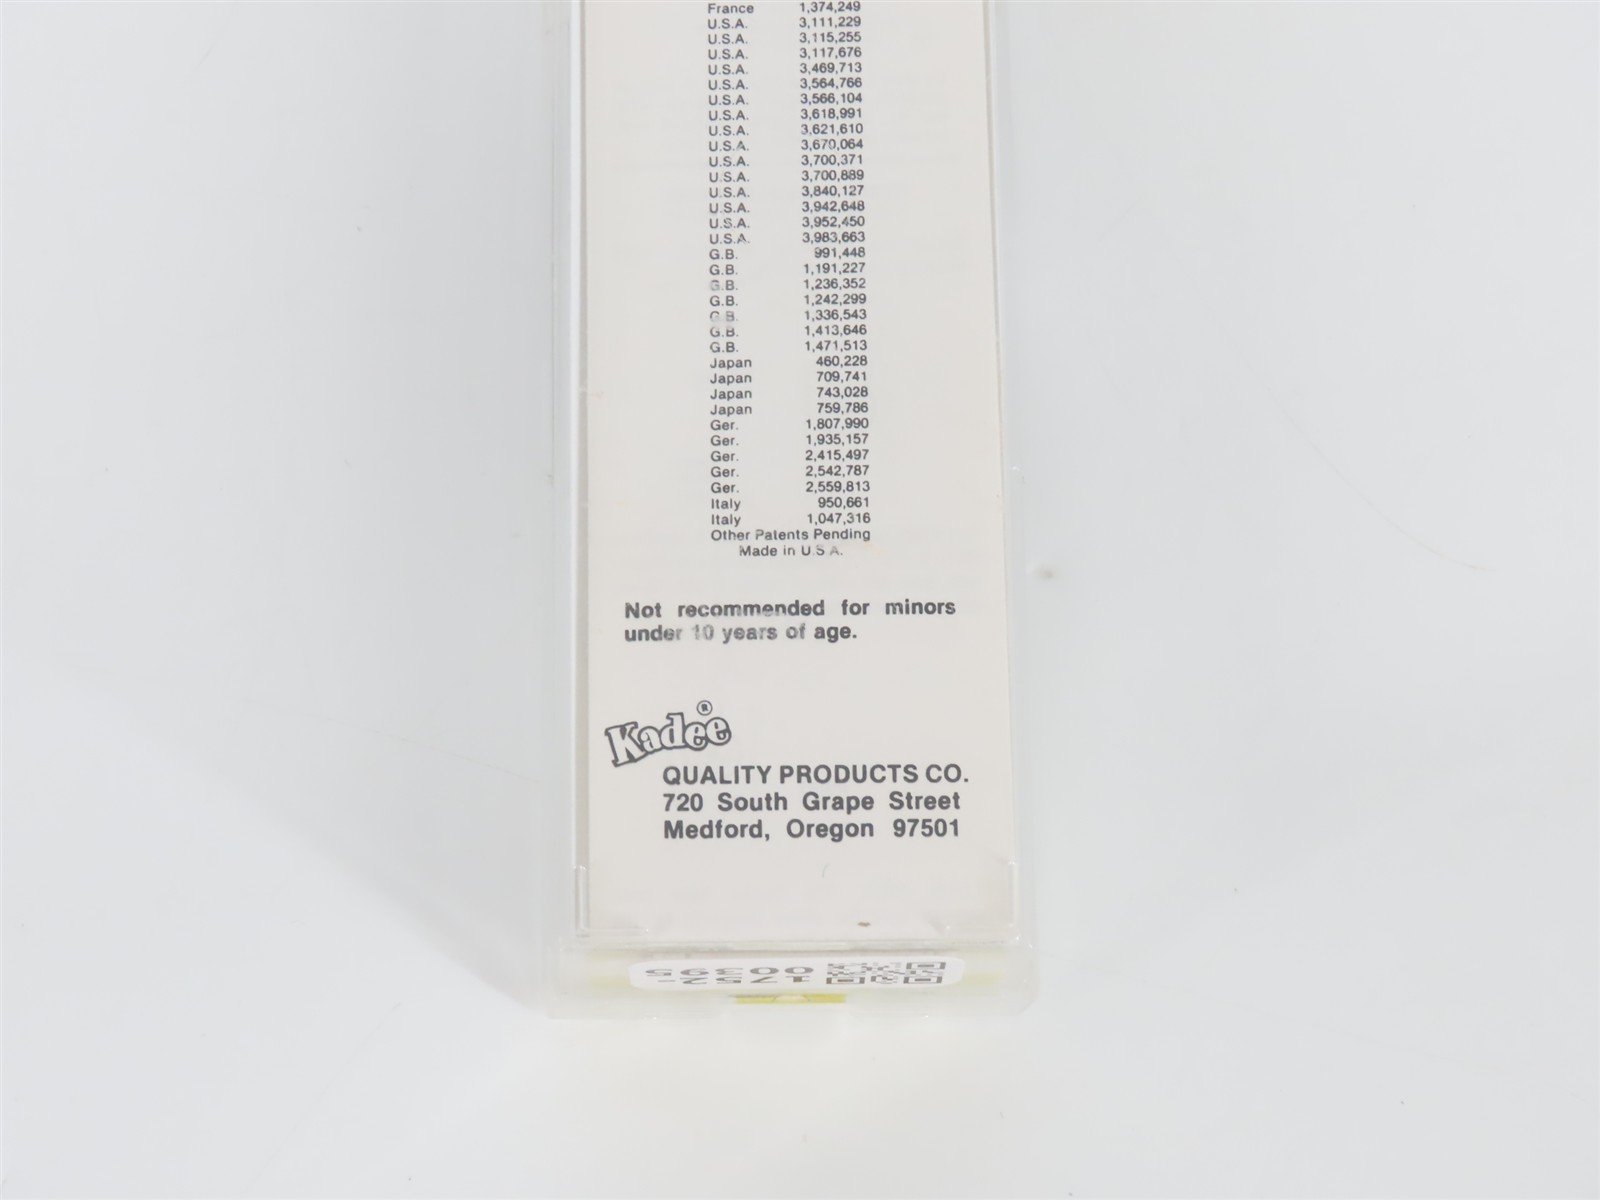 France 1,374,249
U.S.A. 3,111,229
U.S.A. 3,115,255
U.S.A. 3,117,676
U.S.A. 3,469,713
U.S.A. 3,564,766
U.S.A. 3,566,104
U.S.A. 3,618,991
U.S.A. 3,621,610
U.S.A. 3,670,064
U.S.A. 3,700,371
U.S.A. 3,700,889
U.S.A. 3,840,127
U.S.A. 3,942,648
U.S.A. 3,952,450
U.S.A. 3,983,663
G.B. 991,448
G.B. 1,191,227
G.B. 1,236,352
G.B. 1,242,299
G.B. 1,336,543
G.B. 1,413,646
G.B. 1,471,513
Japan 460,228
Japan 709,741
Japan 743,028
Japan 759,786
Ger. 1,807,990
Ger. 1,935,157
Ger. 2,415,497
Ger. 2,542,787
Ger. 2,559,813
Italy 950,661
Italy 1,047,316
Other Patents Pending
Made in U.S.A.
Not recommended for minors
under 10 years of age.
Kadee®
QUALITY PRODUCTS CO.
720 South Grape Street
Medford, Oregon 97501
1752-
00395